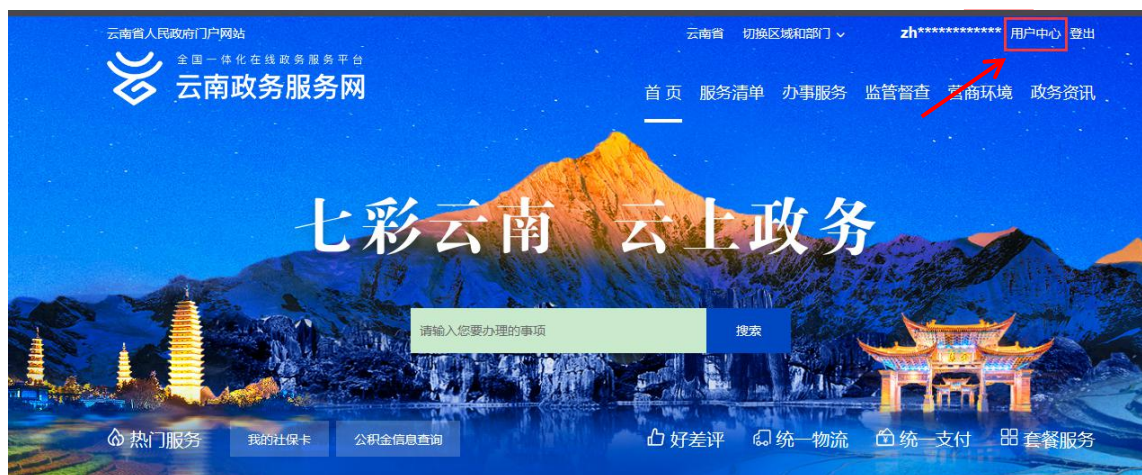 云南省人民政府门户网站
云南省 切换区域和部门 zh************ 用户中心 登出
全国一体化在线政务服务平台
云南政务服务网
首页 服务清单 办事服务 监管督查 营商环境 政务资讯
七彩云南 云上政务
请输入您要办理的事项 搜索
热门服务 我的社保卡 公积金信息查询 好差评 统一物流 统一支付 套餐服务